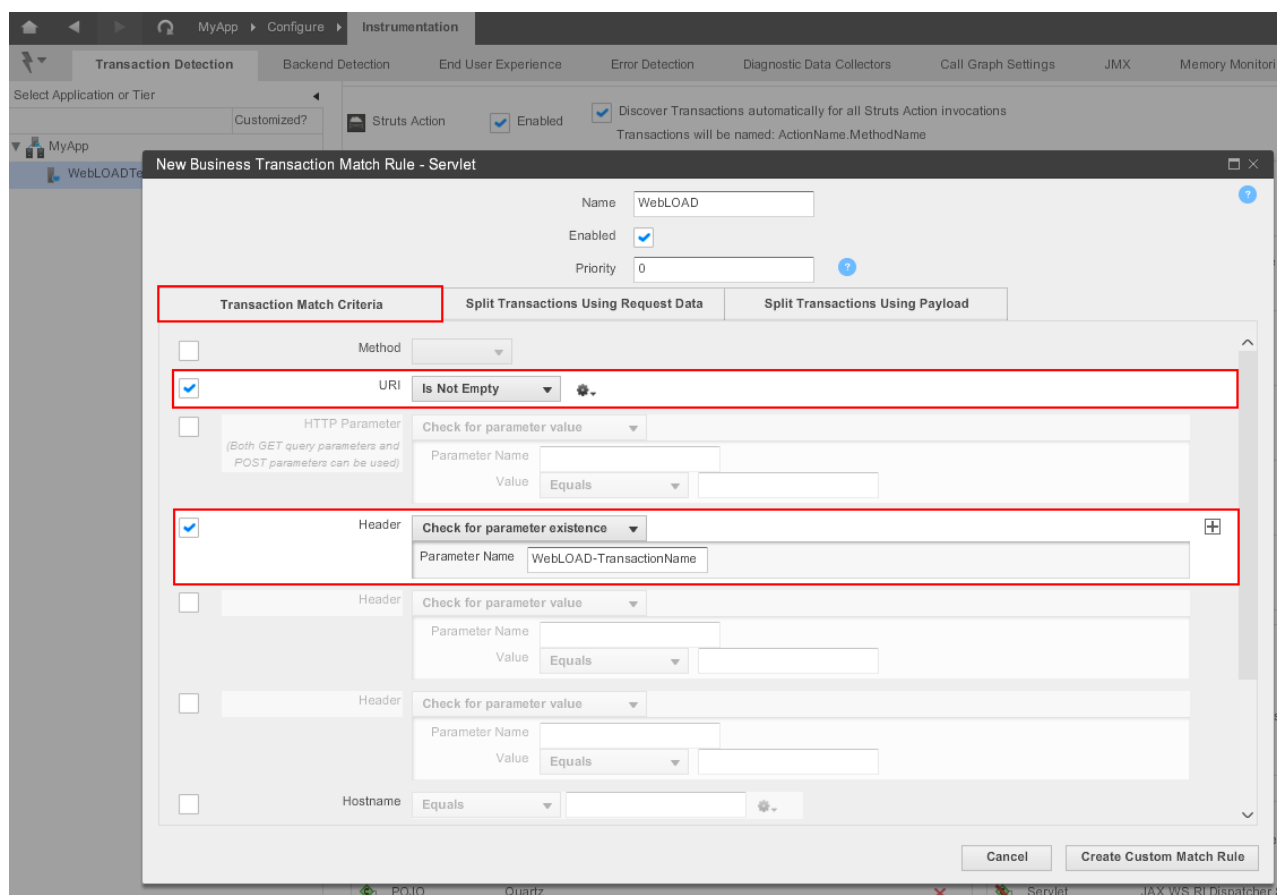 MyApp Configure Instrumentation
Transaction Detection Backend Detection End User Experience Error Detection Diagnostic Data Collectors Call Graph Settings JMX Memory Monitori
Select Application or Tier
Customized?
Struts Action Enabled Discover Transactions automatically for all Struts Action invocations
Transactions will be named: ActionName.MethodName
MyApp
WebLOADTe
New Business Transaction Match Rule - Servlet
Name WebLOAD
Enabled
Priority 0
Transaction Match Criteria Split Transactions Using Request Data Split Transactions Using Payload
Method
URI Is Not Empty
HTTP Parameter Check for parameter value
(Both GET query parameters and
POST parameters can be used)
Parameter Name
Value Equals
Header Check for parameter existence
Parameter Name WebLOAD-TransactionName
Header Check for parameter value
Parameter Name
Value Equals
Header Check for parameter value
Parameter Name
Value Equals
Hostname Equals
Cancel Create Custom Match Rule
POJO Quartz Servlet JAX WS RI Dispatcher